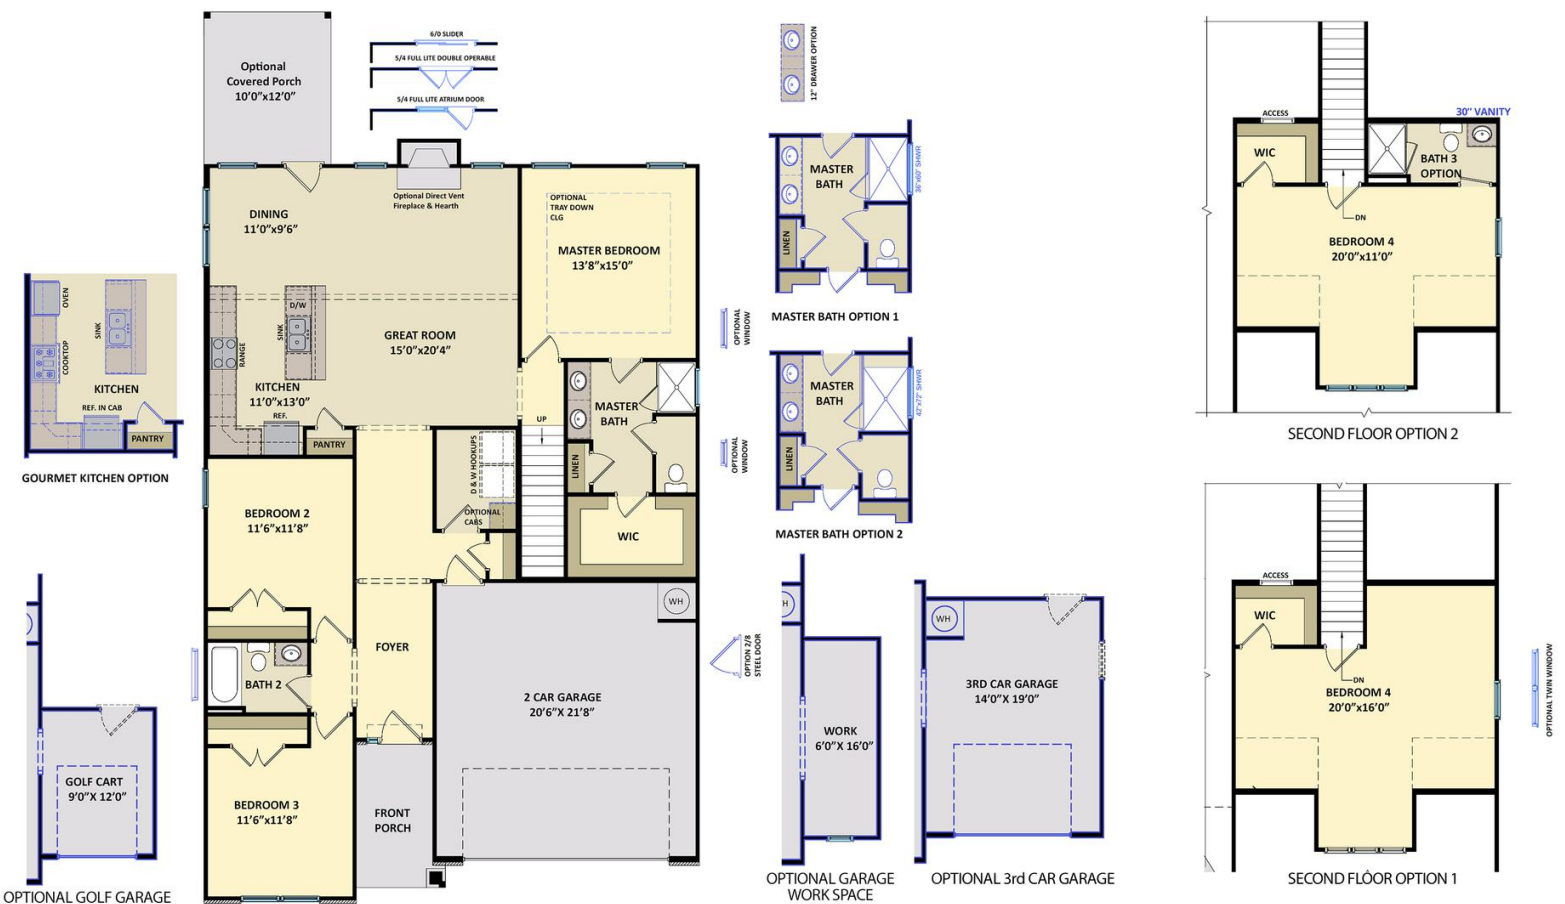 Optional
Covered Porch
10'0"x12'0"
6/0 SLIDER
5/4 FULL LITE DOUBLE OPERABLE
5/4 FULL LITE ATRIUM DOOR
Optional Direct Vent
Fireplace & Hearth
DINING
11'0"x9'6"
OPTIONAL
TRAY DOWN
CLG
MASTER BEDROOM
13'8"x15'0"
D/W
SINK
RANGE
GREAT ROOM
15'0"x20'4"
KITCHEN
11'0"x13'0"
REF.
PANTRY
UP
MASTER
BATH
LINEN
D & W HOOKUPS
OPTIONAL
CABS
WIC
BEDROOM 2
11'6"x11'8"
BATH 2
FOYER
WH
2 CAR GARAGE
20'6"X 21'8"
BEDROOM 3
11'6"x11'8"
FRONT
PORCH
OVEN
SINK
COOKTOP
KITCHEN
REF. IN CAB
PANTRY
GOURMET KITCHEN OPTION
GOLF CART
9'0"X 12'0"
OPTIONAL GOLF GARAGE
OPTIONAL
WINDOW
OPTIONAL
WINDOW
OPTION 2/8
STEEL DOOR
12" DRAWER OPTION
MASTER
BATH
36"x60" SHWR
LINEN
MASTER BATH OPTION 1
MASTER
BATH
42"x72" SHWR
LINEN
MASTER BATH OPTION 2
H
WORK
6'0"X 16'0"
OPTIONAL GARAGE
WORK SPACE
WH
3RD CAR GARAGE
14'0"X 19'0"
OPTIONAL 3rd CAR GARAGE
ACCESS
30" VANITY
WIC
BATH 3
OPTION
DN
BEDROOM 4
20'0"x11'0"
SECOND FLOOR OPTION 2
ACCESS
WIC
DN
BEDROOM 4
20'0"x16'0"
OPTIONAL TWIN WINDOW
SECOND FLOOR OPTION 1